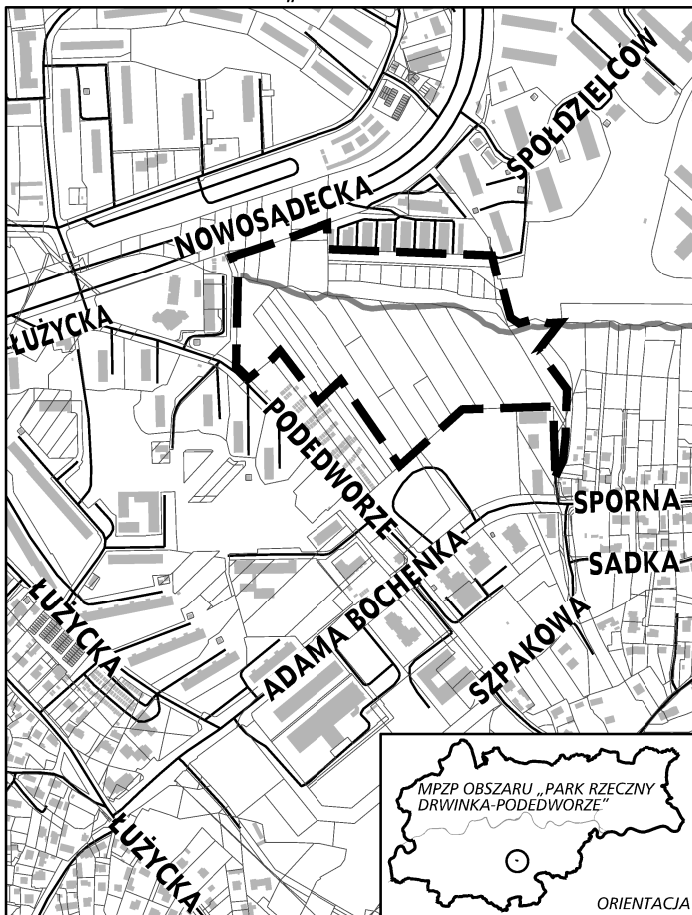 „
SPÓŁDZIELCÓW
NOWOSĄDECKA
ŁUŻYCKA
PODEDWORZE
SPORNA
SADKA
ADAMA BOCHENKA
SZPAKOWA
ŁUŻYCKA
ŁUŻYCKA
MPZP OBSZARU „PARK RZECZNY
DRWINKA-PODEDWORZE”
ORIENTACJA